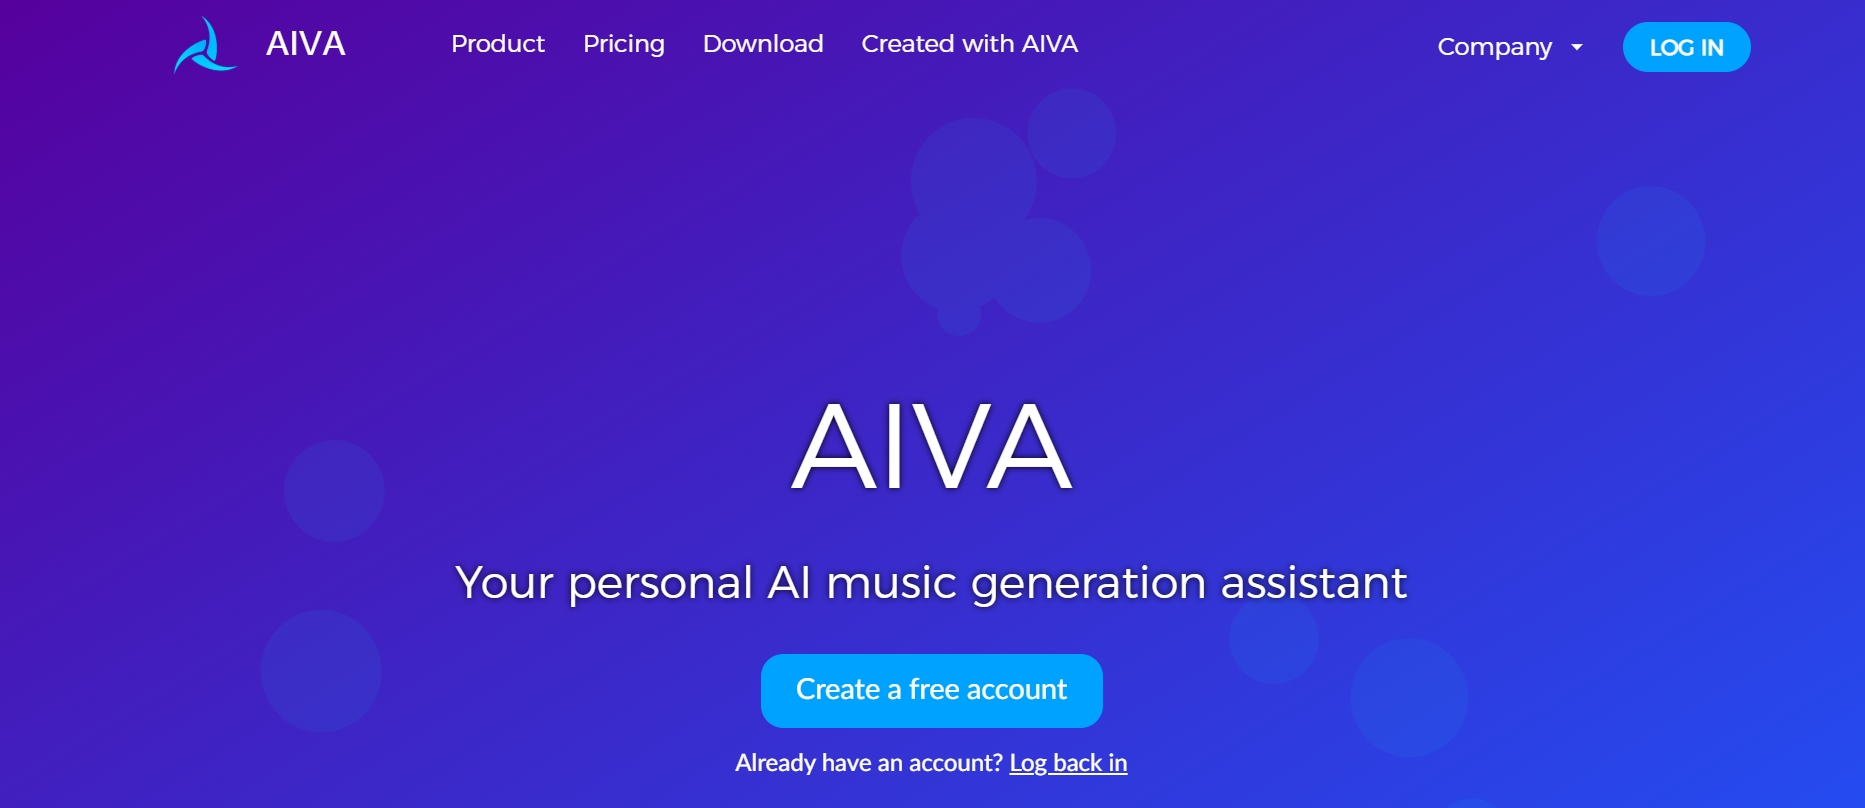 AIVA
Product
Pricing
Download
Created with AIVA
Company
LOG IN
AIVA
Your personal AI music generation assistant
Create a free account
Already have an account? Log back in